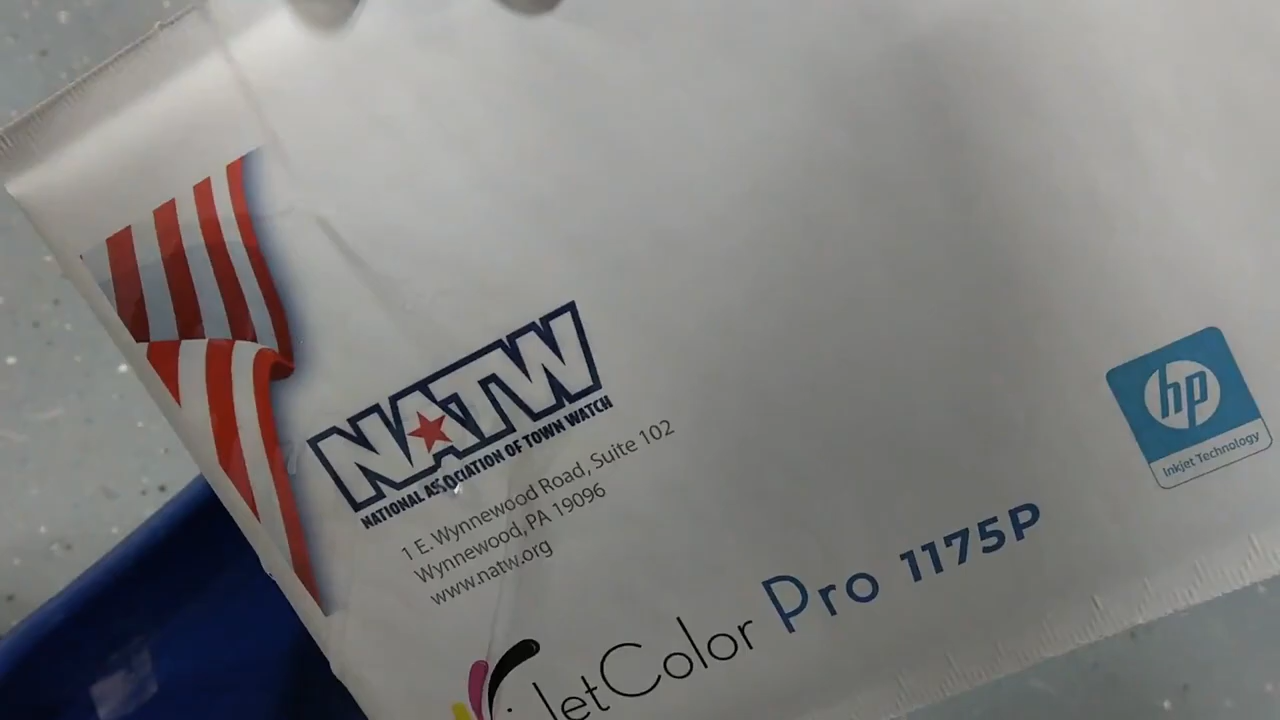 NATW
NATIONAL ASSOCIATION OF TOWN WATCH
1 E. Wynnewood Road, Suite 102
Wynnewood, PA 19096
www.natw.org
hp
Inkjet Technology
JetColor Pro 1175P